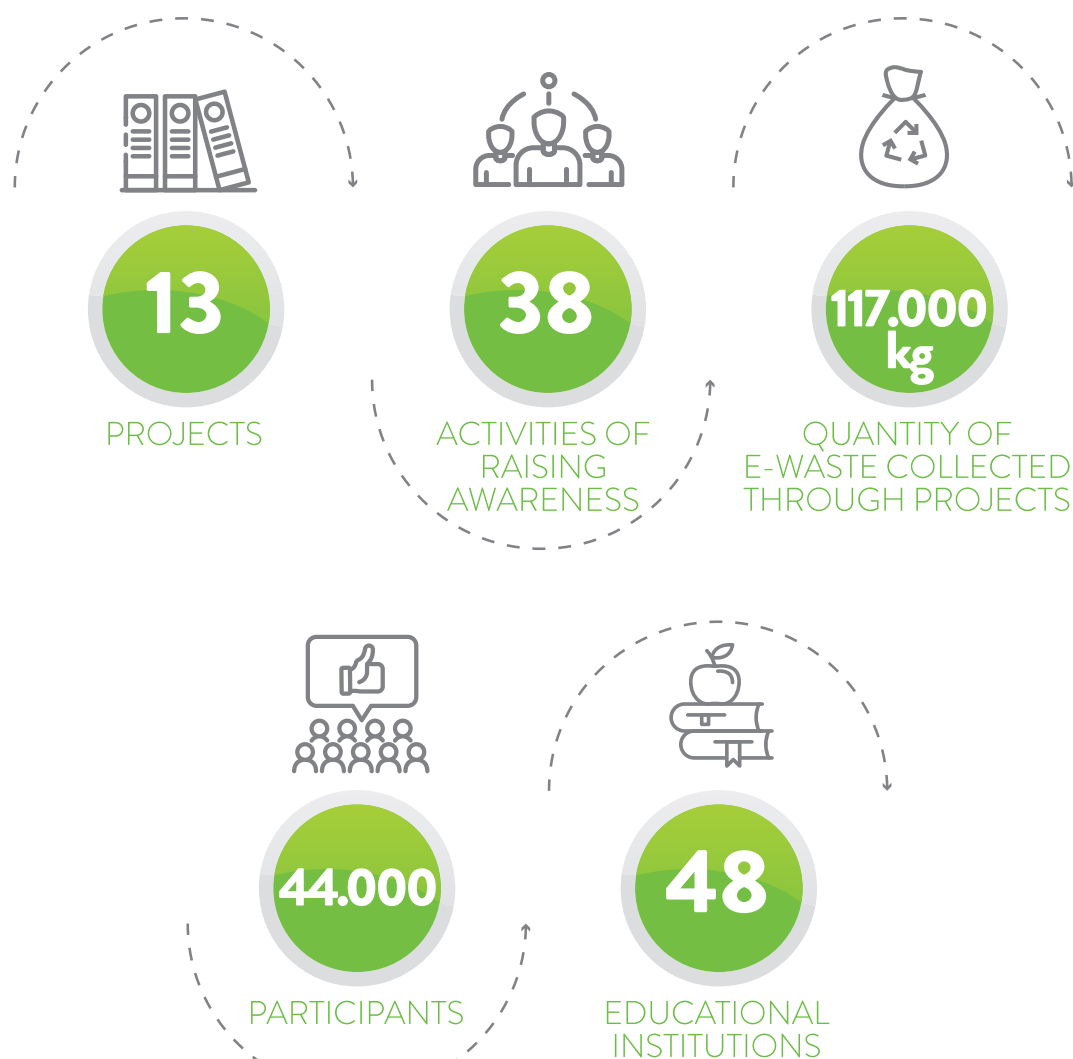 13
PROJECTS
38
ACTIVITIES OF
RAISING
AWARENESS
117.000
kg
QUANTITY OF
E-WASTE COLLECTED
THROUGH PROJECTS
44.000
PARTICIPANTS
48
EDUCATIONAL
INSTITUTIONS